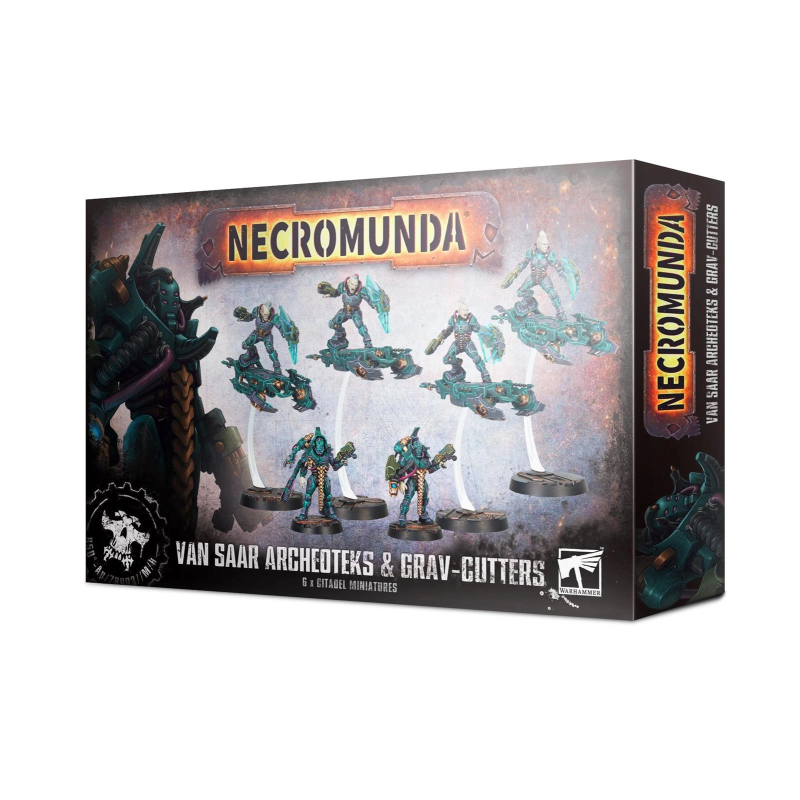 NECROMUNDA
VAN SAAR ARCHEOTEKS & GRAV-CUTTERS
6 x CITADEL MINIATURES
WARHAMMER
NECROMUNDA
VAN SAAR ARCHEOTEKS & GRAV-CUTTERS